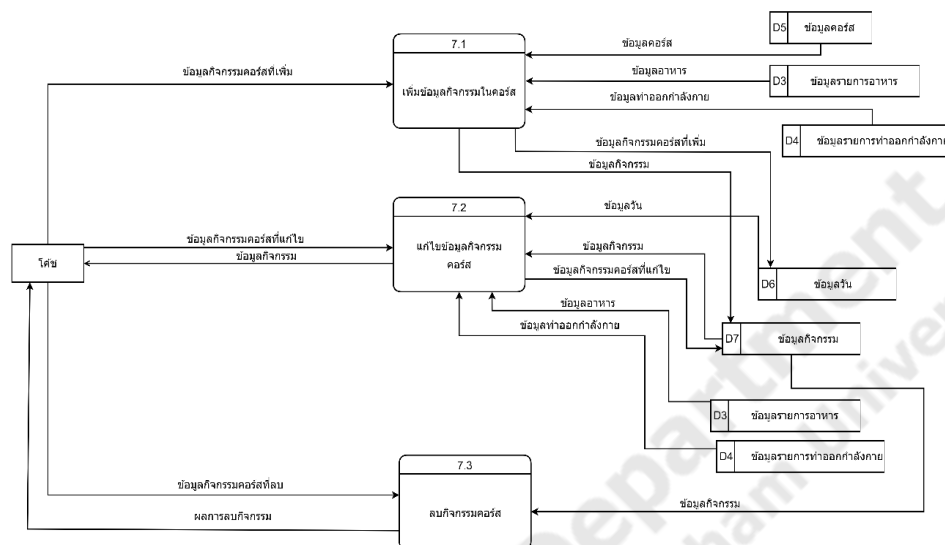 7.1
เพิ่มข้อมูลกิจกรรมในคอร์ส
ข้อมูลกิจกรรมคอร์สที่เพิ่ม
ข้อมูลคอร์ส
D5 ข้อมูลคอร์ส
ข้อมูลอาหาร
D3 ข้อมูลรายการอาหาร
ข้อมูลท่าออกกำลังกาย
D4 ข้อมูลรายการท่าออกกำลังกาย
ข้อมูลกิจกรรมคอร์สที่เพิ่ม
ข้อมูลกิจกรรม
7.2
แก้ไขข้อมูลกิจกรรม
คอร์ส
ข้อมูลวัน
โค้ช
ข้อมูลกิจกรรมคอร์สที่แก้ไข
ข้อมูลกิจกรรม
ข้อมูลกิจกรรม
ข้อมูลกิจกรรมคอร์สที่แก้ไข
D6 ข้อมูลวัน
ข้อมูลอาหาร
ข้อมูลท่าออกกำลังกาย
D7 ข้อมูลกิจกรรม
D3 ข้อมูลรายการอาหาร
D4 ข้อมูลรายการท่าออกกำลังกาย
7.3
ลบกิจกรรมคอร์ส
ข้อมูลกิจกรรมคอร์สที่ลบ
ผลการลบกิจกรรม
ข้อมูลกิจกรรม
Department